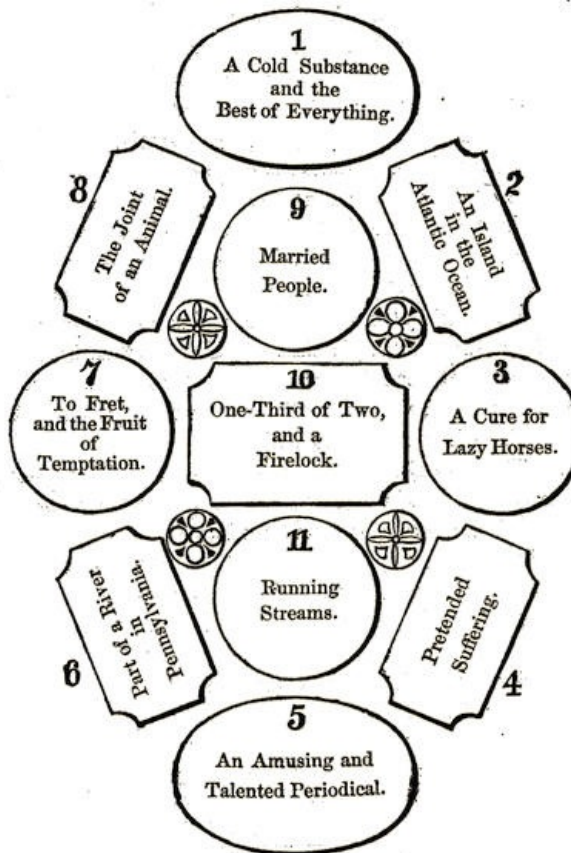 1
A Cold Substance
and the
Best of Everything.
8
The Joint
of an Animal.
9
Married
People.
2
An Island
in the
Atlantic Ocean.
7
To Fret,
and the Fruit
of
Temptation.
10
One-Third of Two,
and a
Firelock.
3
A Cure for
Lazy Horses.
6
Part of a River
in
Pennsylvania.
11
Running
Streams.
Pretended
Suffering.
4
5
An Amusing and
Talented Periodical.